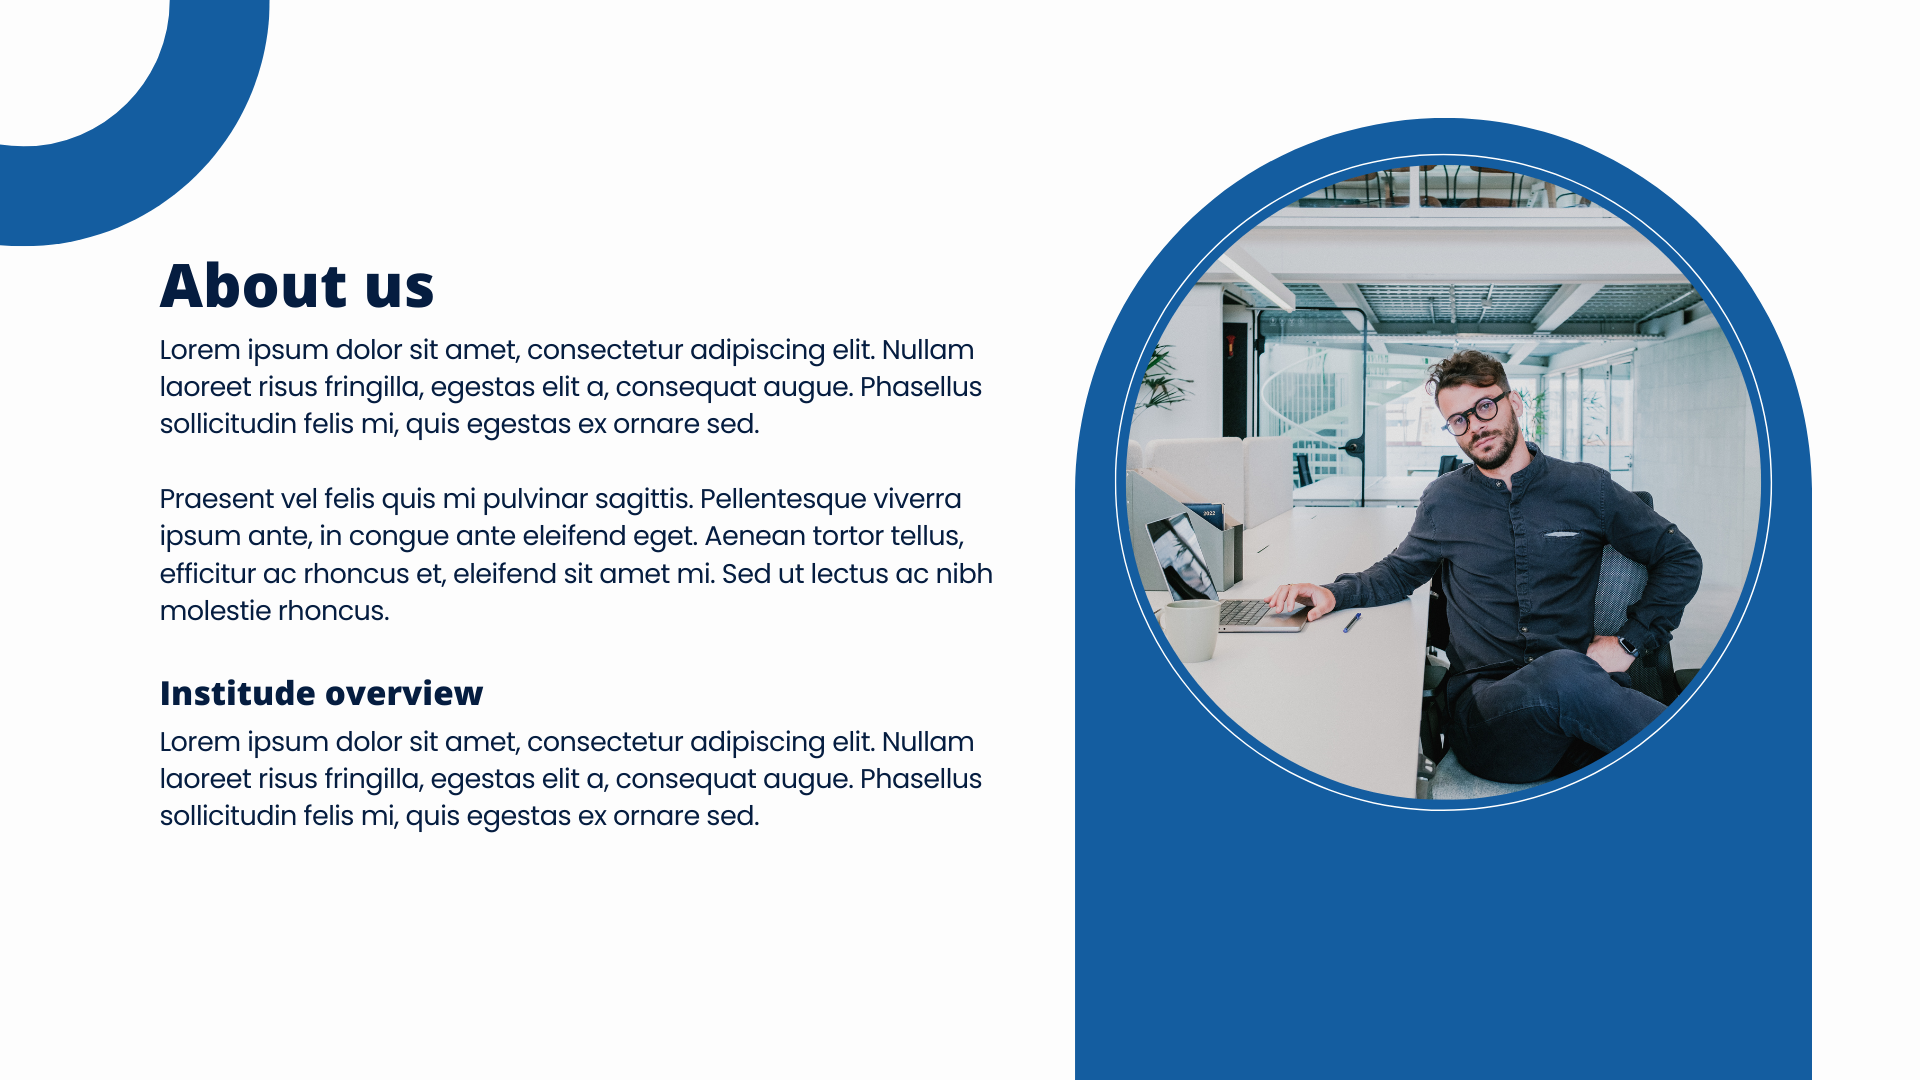 About us
Lorem ipsum dolor sit amet, consectetur adipiscing elit. Nullam
laoreet risus fringilla, egestas elit a, consequat augue. Phasellus
sollicitudin felis mi, quis egestas ex ornare sed.
Praesent vel felis quis mi pulvinar sagittis. Pellentesque viverra
ipsum ante, in congue ante eleifend eget. Aenean tortor tellus,
efficitur ac rhoncus et, eleifend sit amet mi. Sed ut lectus ac nibh
molestie rhoncus.
Institude overview
Lorem ipsum dolor sit amet, consectetur adipiscing elit. Nullam
laoreet risus fringilla, egestas elit a, consequat augue. Phasellus
sollicitudin felis mi, quis egestas ex ornare sed.
2022